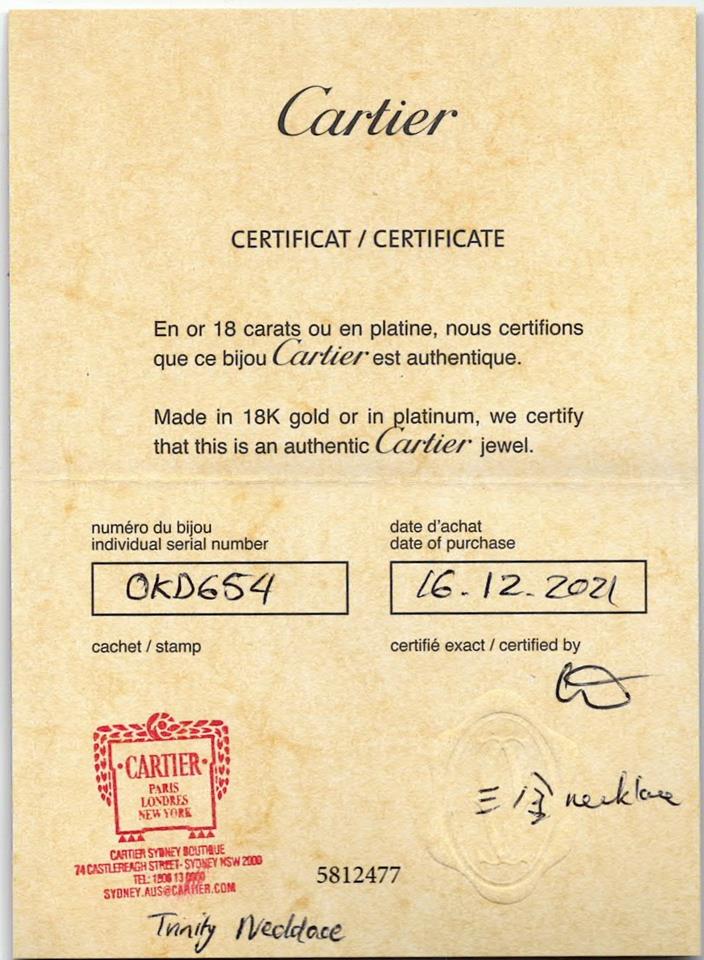 Cartier
CERTIFICAT / CERTIFICATE
En or 18 carats ou en platine, nous certifions
que ce bijou Cartier est authentique.
Made in 18K gold or in platinum, we certify
that this is an authentic Cartier jewel.
numéro du bijou
individual serial number
OKD654
date d'achat
date of purchase
16.12.2021
cachet / stamp
certifié exact / certified by
CARTIER
PARIS
LONDRES
NEW YORK
CARTIER SYDNEY BOUTIQUE
74 CASTLEREAGH STREET- SYDNEY NSW 2000
TEL:
SYDNEY.AUS@CARTIER.COM
三 necklace
5812477
Trinity Necklace